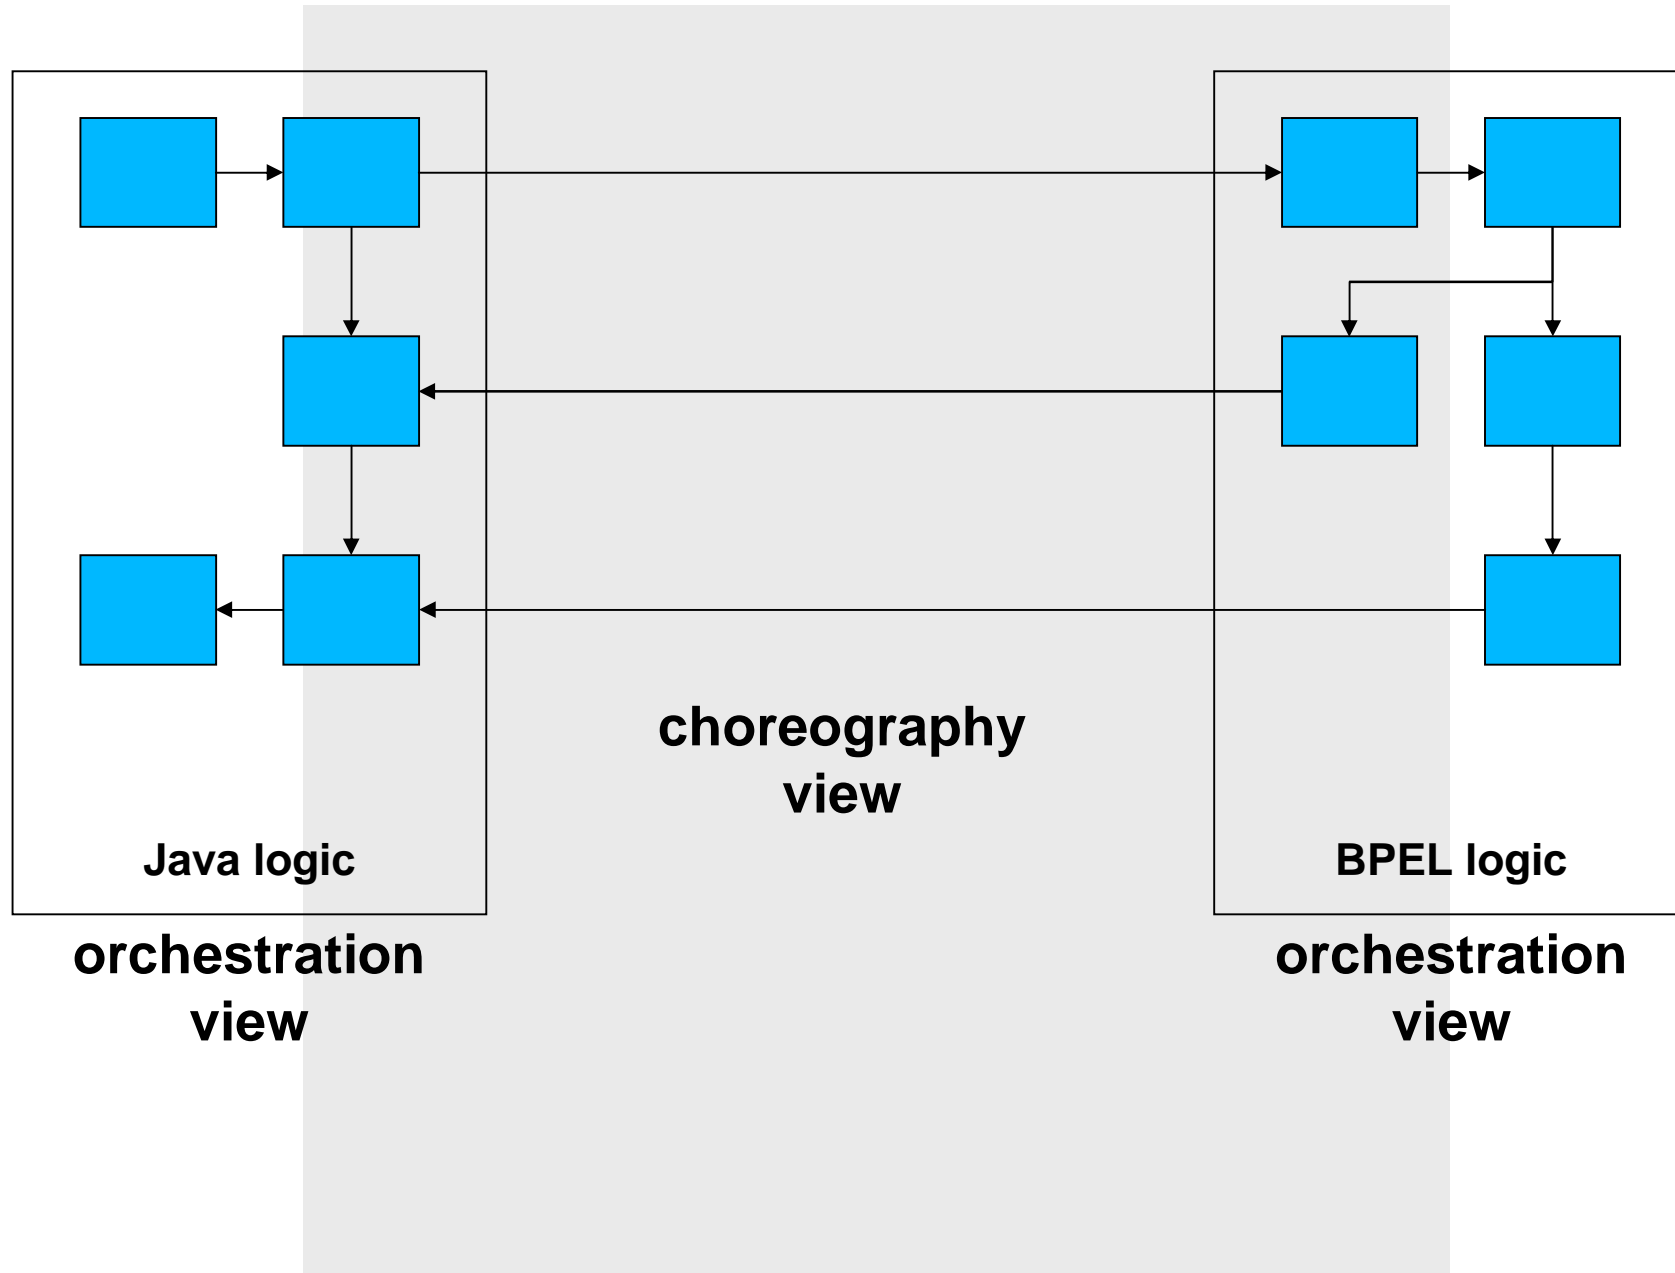 choreography
view
Java logic
BPEL logic
orchestration
view
orchestration
view